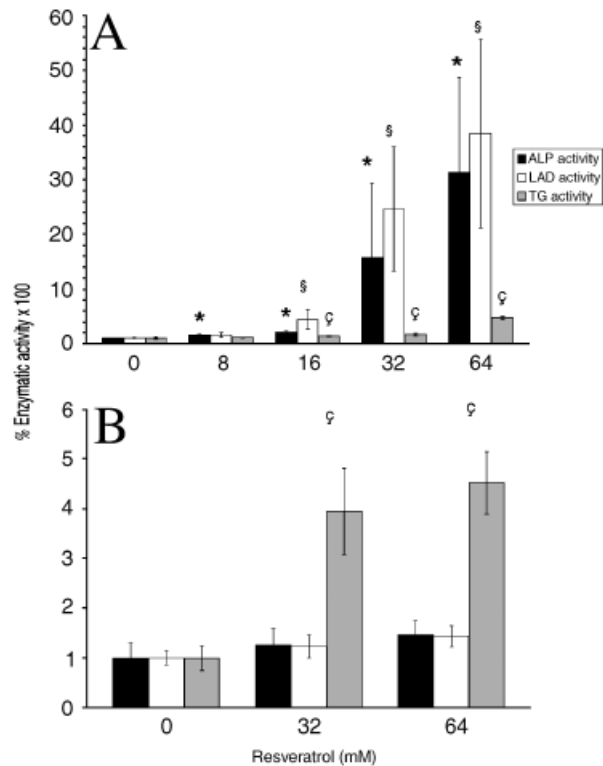 A
60
50
40
30
20
10
0
* * * *
§ § §
ç ç ç
0 8 16 32 64
ALP activity
LAD activity
TG activity
% Enzymatic activity x 100
B
6
5
4
3
2
1
0
ç ç
0 32 64
Resveratrol (mM)